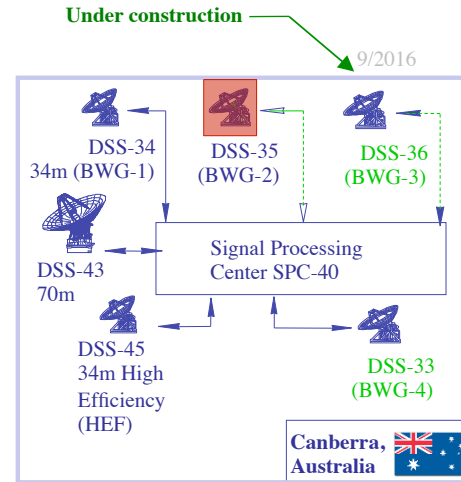 Under construction
9/2016
DSS-34
34m (BWG-1)
DSS-35
(BWG-2)
DSS-36
(BWG-3)
DSS-43
70m
Signal Processing
Center SPC-40
DSS-45
34m High
Efficiency
(HEF)
DSS-33
(BWG-4)
Canberra,
Australia